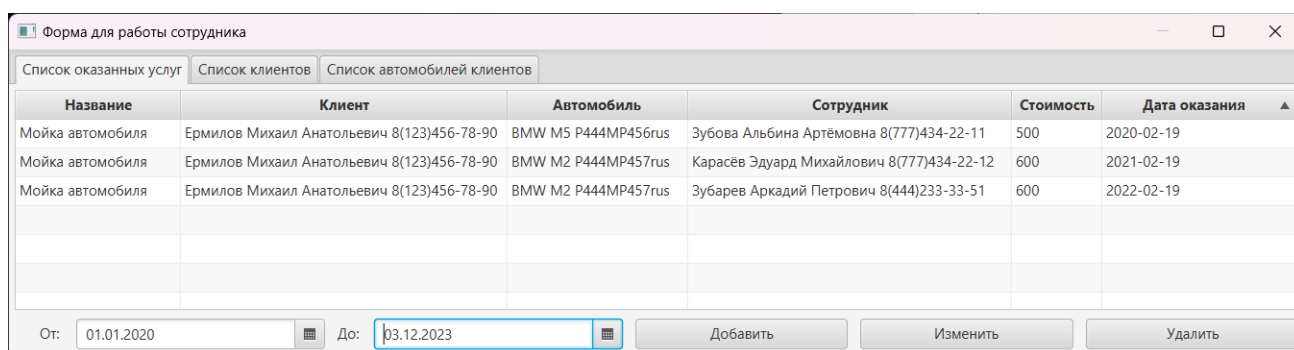 Форма для работы сотрудника
Список оказанных услуг Список клиентов Список автомобилей клиентов
Название Клиент Автомобиль Сотрудник Стоимость Дата оказания
Мойка автомобиля Ермилов Михаил Анатольевич 8(123)456-78-90 BMW M5 P444MP456rus Зубова Альбина Артёмовна 8(777)434-22-11 500 2020-02-19
Мойка автомобиля Ермилов Михаил Анатольевич 8(123)456-78-90 BMW M2 P444MP457rus Карасёв Эдуард Михайлович 8(777)434-22-12 600 2021-02-19
Мойка автомобиля Ермилов Михаил Анатольевич 8(123)456-78-90 BMW M2 P444MP457rus Зубарев Аркадий Петрович 8(444)233-33-51 600 2022-02-19
От: 01.01.2020 До: 03.12.2023 Добавить Изменить Удалить